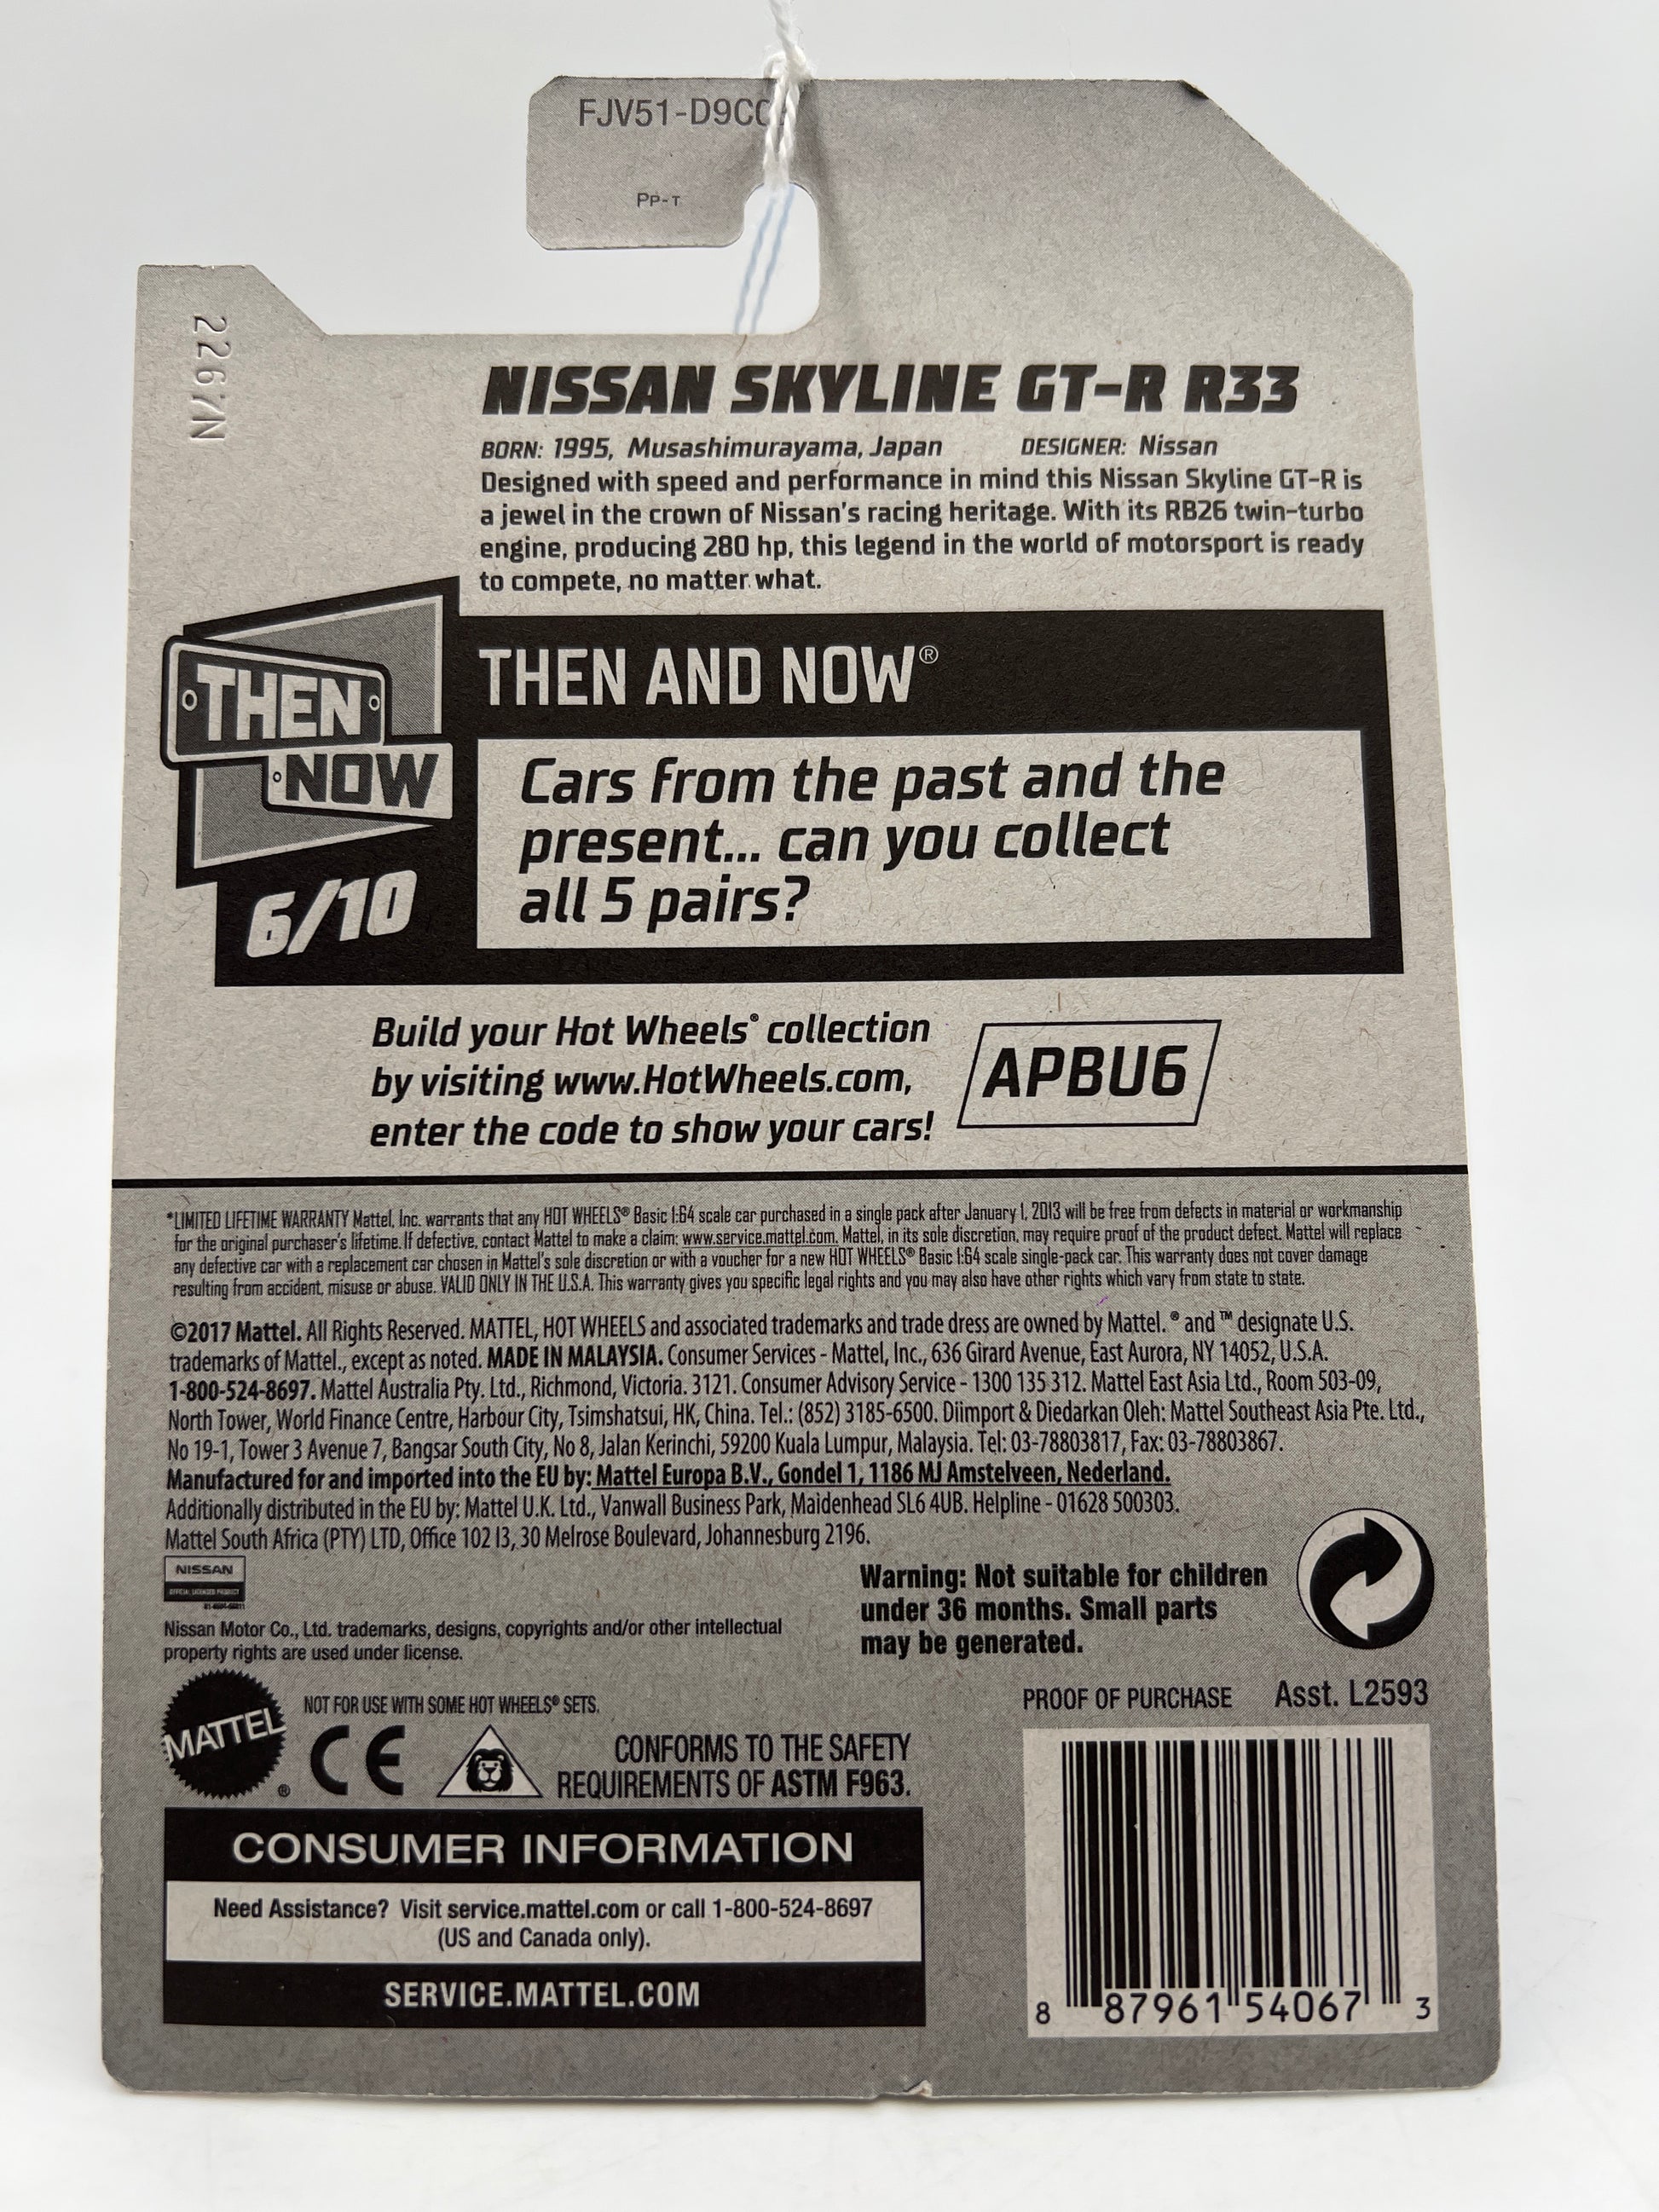 FJV51-D9C0
PP-T
2267N
NISSAN SKYLINE GT-R R33
BORN: 1995, Musashimurayama, Japan DESIGNER: Nissan
Designed with speed and performance in mind this Nissan Skyline GT-R is
a jewel in the crown of Nissan's racing heritage. With its RB26 twin-turbo
engine, producing 280 hp, this legend in the world of motorsport is ready
to compete, no matter what.
THEN
NOW
6/10
THEN AND NOW®
Cars from the past and the
present... can you collect
all 5 pairs?
Build your Hot Wheels® collection
by visiting www.HotWheels.com,
enter the code to show your cars!
APBU6
*LIMITED LIFETIME WARRANTY Mattel, Inc. warrants that any HOT WHEELS® Basic 1:64 scale car purchased in a single pack after January 1, 2013 will be free from defects in material or workmanship
for the original purchaser's lifetime. If defective, contact Mattel to make a claim: www.service.mattel.com. Mattel, in its sole discretion, may require proof of the product defect. Mattel will replace
any defective car with a replacement car chosen in Mattel's sole discretion or with a voucher for a new HOT WHEELS® Basic 1:64 scale single-pack car. This warranty does not cover damage
resulting from accident, misuse or abuse. VALID ONLY IN THE U.S.A. This warranty gives you specific legal rights and you may also have other rights which vary from state to state.
©2017 Mattel. All Rights Reserved. MATTEL, HOT WHEELS and associated trademarks and trade dress are owned by Mattel. ® and ™ designate U.S.
trademarks of Mattel., except as noted. MADE IN MALAYSIA. Consumer Services - Mattel, Inc., 636 Girard Avenue, East Aurora, NY 14052, U.S.A.
1-800-524-8697. Mattel Australia Pty. Ltd., Richmond, Victoria. 3121. Consumer Advisory Service - 1300 135 312. Mattel East Asia Ltd., Room 503-09,
North Tower, World Finance Centre, Harbour City, Tsimshatsui, HK, China. Tel.: (852) 3185-6500. Diimport & Diedarkan Oleh: Mattel Southeast Asia Pte. Ltd.,
No 19-1, Tower 3 Avenue 7, Bangsar South City, No 8, Jalan Kerinchi, 59200 Kuala Lumpur, Malaysia. Tel: 03-78803817, Fax: 03-78803867.
Manufactured for and imported into the EU by: Mattel Europa B.V., Gondel 1, 1186 MJ Amstelveen, Nederland.
Additionally distributed in the EU by: Mattel U.K. Ltd., Vanwall Business Park, Maidenhead SL6 4UB. Helpline - 01628 500303.
Mattel South Africa (PTY) LTD, Office 102 I3, 30 Melrose Boulevard, Johannesburg 2196.
NISSAN
OFFICIAL LICENSED PRODUCT
Nissan Motor Co., Ltd. trademarks, designs, copyrights and/or other intellectual
property rights are used under license.
Warning: Not suitable for children
under 36 months. Small parts
may be generated.
MATTEL®
NOT FOR USE WITH SOME HOT WHEELS® SETS.
CE
CONFORMS TO THE SAFETY
REQUIREMENTS OF ASTM F963.
PROOF OF PURCHASE Asst. L2593
CONSUMER INFORMATION
Need Assistance? Visit service.mattel.com or call 1-800-524-8697
(US and Canada only).
SERVICE.MATTEL.COM
8 87961 54067 3